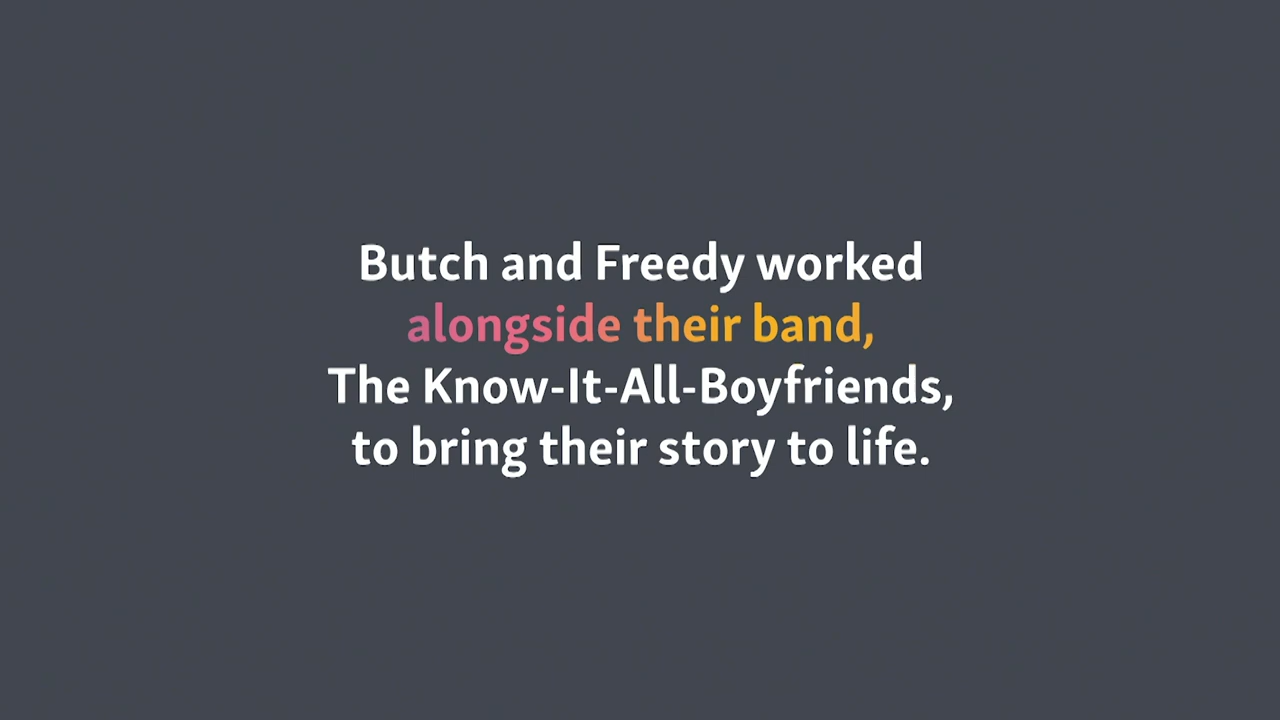 Butch and Freedy worked
alongside their band,
The Know-It-All-Boyfriends,
to bring their story to life.